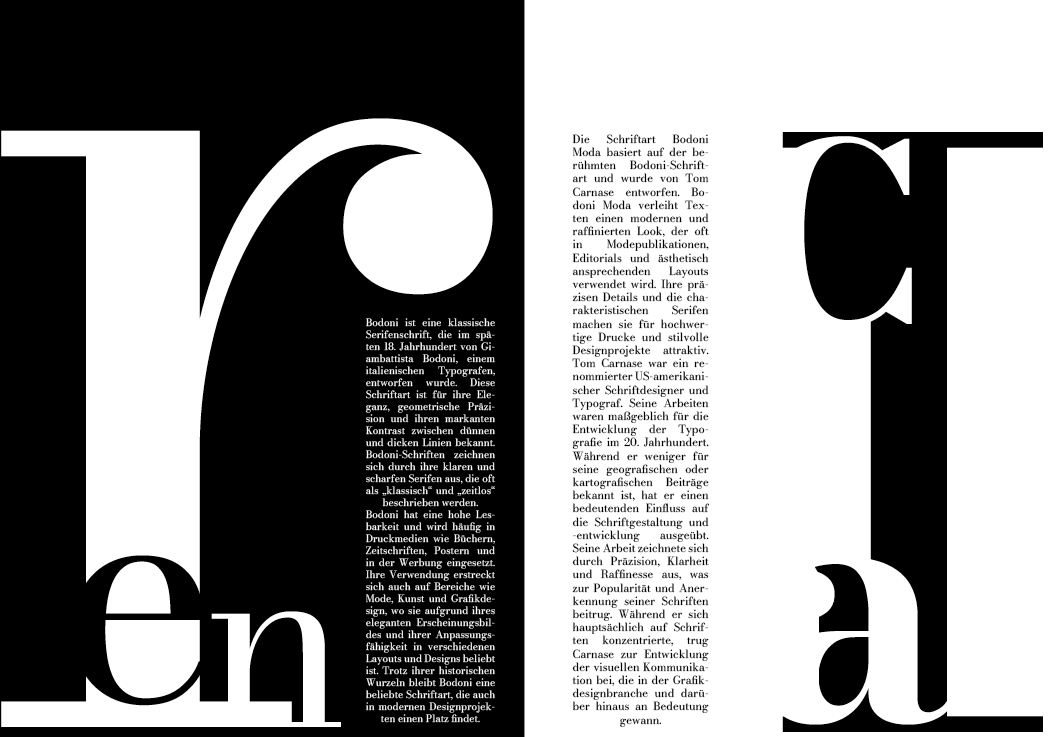 r
en
Bodoni ist eine klassische
Serifenschrift, die im spä-
ten 18. Jahrhundert von Gi-
ambattista Bodoni, einem
italienischen Typografen,
entworfen wurde. Diese
Schriftart ist für ihre Ele-
ganz, geometrische Präzi-
sion und ihren markanten
Kontrast zwischen dünnen
und dicken Linien bekannt.
Bodoni-Schriften zeichnen
sich durch ihre klaren und
scharfen Serifen aus, die oft
als „klassisch“ und „zeitlos“
beschrieben werden.
Bodoni hat eine hohe Les-
barkeit und wird häufig in
Druckmedien wie Büchern,
Zeitschriften, Postern und
in der Werbung eingesetzt.
Ihre Verwendung erstreckt
sich auch auf Bereiche wie
Mode, Kunst und Grafikde-
sign, wo sie aufgrund ihres
eleganten Erscheinungsbil-
des und ihrer Anpassungs-
fähigkeit in verschiedenen
Layouts und Designs beliebt
ist. Trotz ihrer historischen
Wurzeln bleibt Bodoni eine
beliebte Schriftart, die auch
in modernen Designprojek-
ten einen Platz findet.
Die Schriftart Bodoni
Moda basiert auf der be-
rühmten Bodoni-Schrift-
art und wurde von Tom
Carnase entworfen. Bo-
doni Moda verleiht Tex-
ten einen modernen und
raffinierten Look, der oft
in Modepublikationen,
Editorials und ästhetisch
ansprechenden Layouts
verwendet wird. Ihre prä-
zisen Details und die cha-
rakteristischen Serifen
machen sie für hochwer-
tige Drucke und stilvolle
Designprojekte attraktiv.
Tom Carnase war ein re-
nommierter US-amerikani-
scher Schriftdesigner und
Typograf. Seine Arbeiten
waren maßgeblich für die
Entwicklung der Typo-
grafie im 20. Jahrhundert.
Während er weniger für
seine geografischen oder
kartografischen Beiträge
bekannt ist, hat er einen
bedeutenden Einfluss auf
die Schriftgestaltung und
-entwicklung ausgeübt.
Seine Arbeit zeichnete sich
durch Präzision, Klarheit
und Raffinesse aus, was
zur Popularität und Aner-
kennung seiner Schriften
beitrug. Während er sich
hauptsächlich auf Schrif-
ten konzentrierte, trug
Carnase zur Entwicklung
der visuellen Kommunika-
tion bei, die in der Grafik-
designbranche und darü-
ber hinaus an Bedeutung
gewann.
c
a